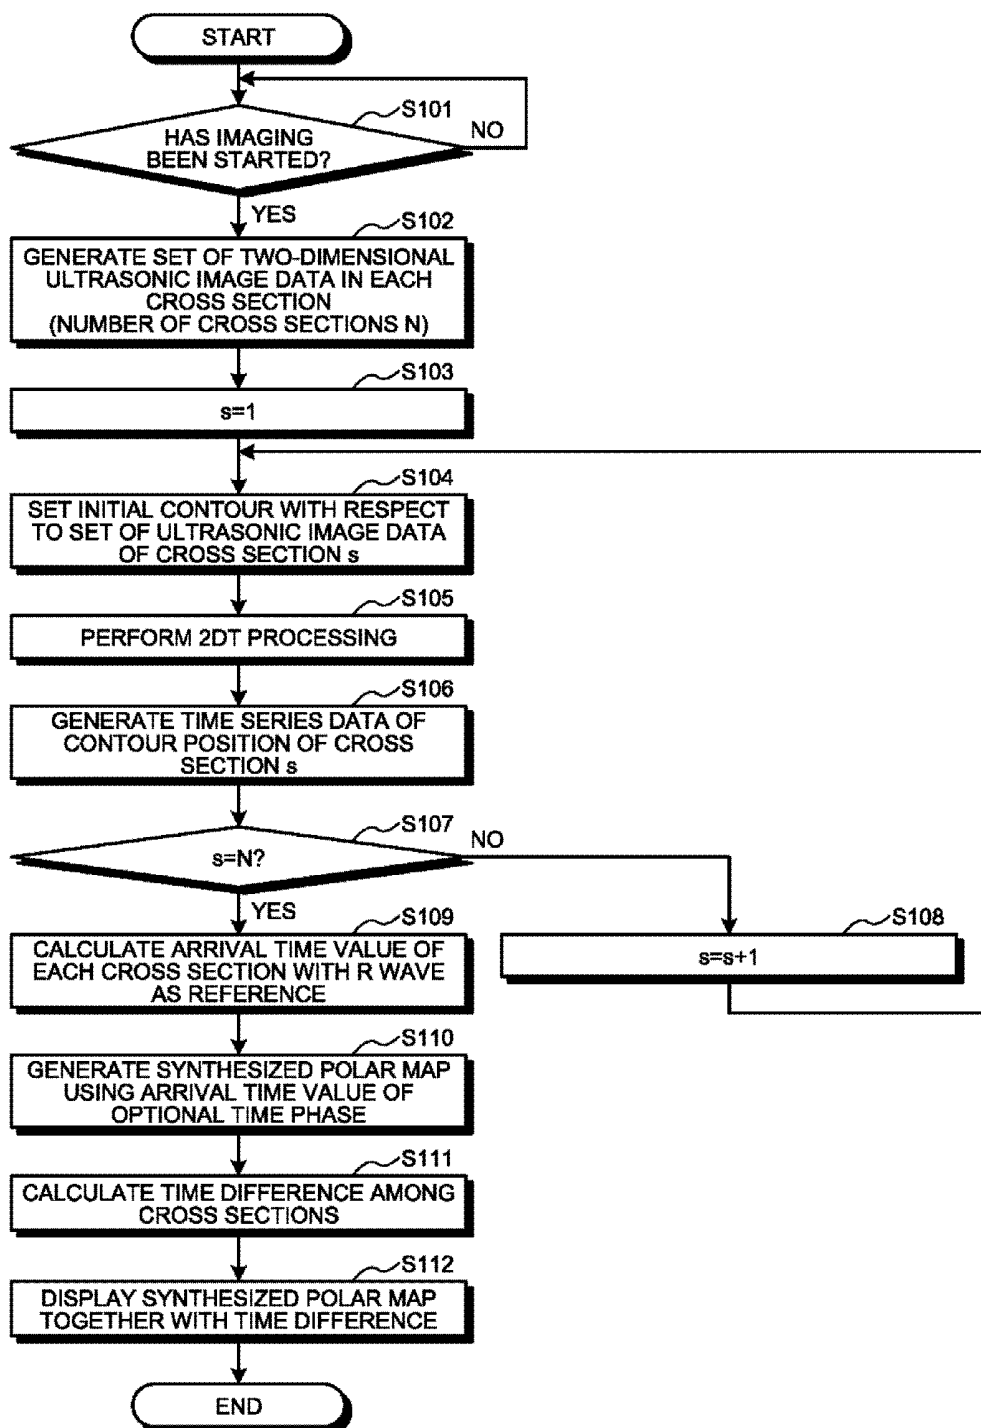 START
S101
HAS IMAGING
BEEN STARTED?
NO
YES
S102
GENERATE SET OF TWO-DIMENSIONAL
ULTRASONIC IMAGE DATA IN EACH
CROSS SECTION
(NUMBER OF CROSS SECTIONS N)
S103
s=1
S104
SET INITIAL CONTOUR WITH RESPECT
TO SET OF ULTRASONIC IMAGE DATA
OF CROSS SECTION s
S105
PERFORM 2DT PROCESSING
S106
GENERATE TIME SERIES DATA OF
CONTOUR POSITION OF CROSS
SECTION s
S107
s=N?
NO
YES
S108
s=s+1
S109
CALCULATE ARRIVAL TIME VALUE OF
EACH CROSS SECTION WITH R WAVE
AS REFERENCE
S110
GENERATE SYNTHESIZED POLAR MAP
USING ARRIVAL TIME VALUE OF
OPTIONAL TIME PHASE
S111
CALCULATE TIME DIFFERENCE AMONG
CROSS SECTIONS
S112
DISPLAY SYNTHESIZED POLAR MAP
TOGETHER WITH TIME DIFFERENCE
END